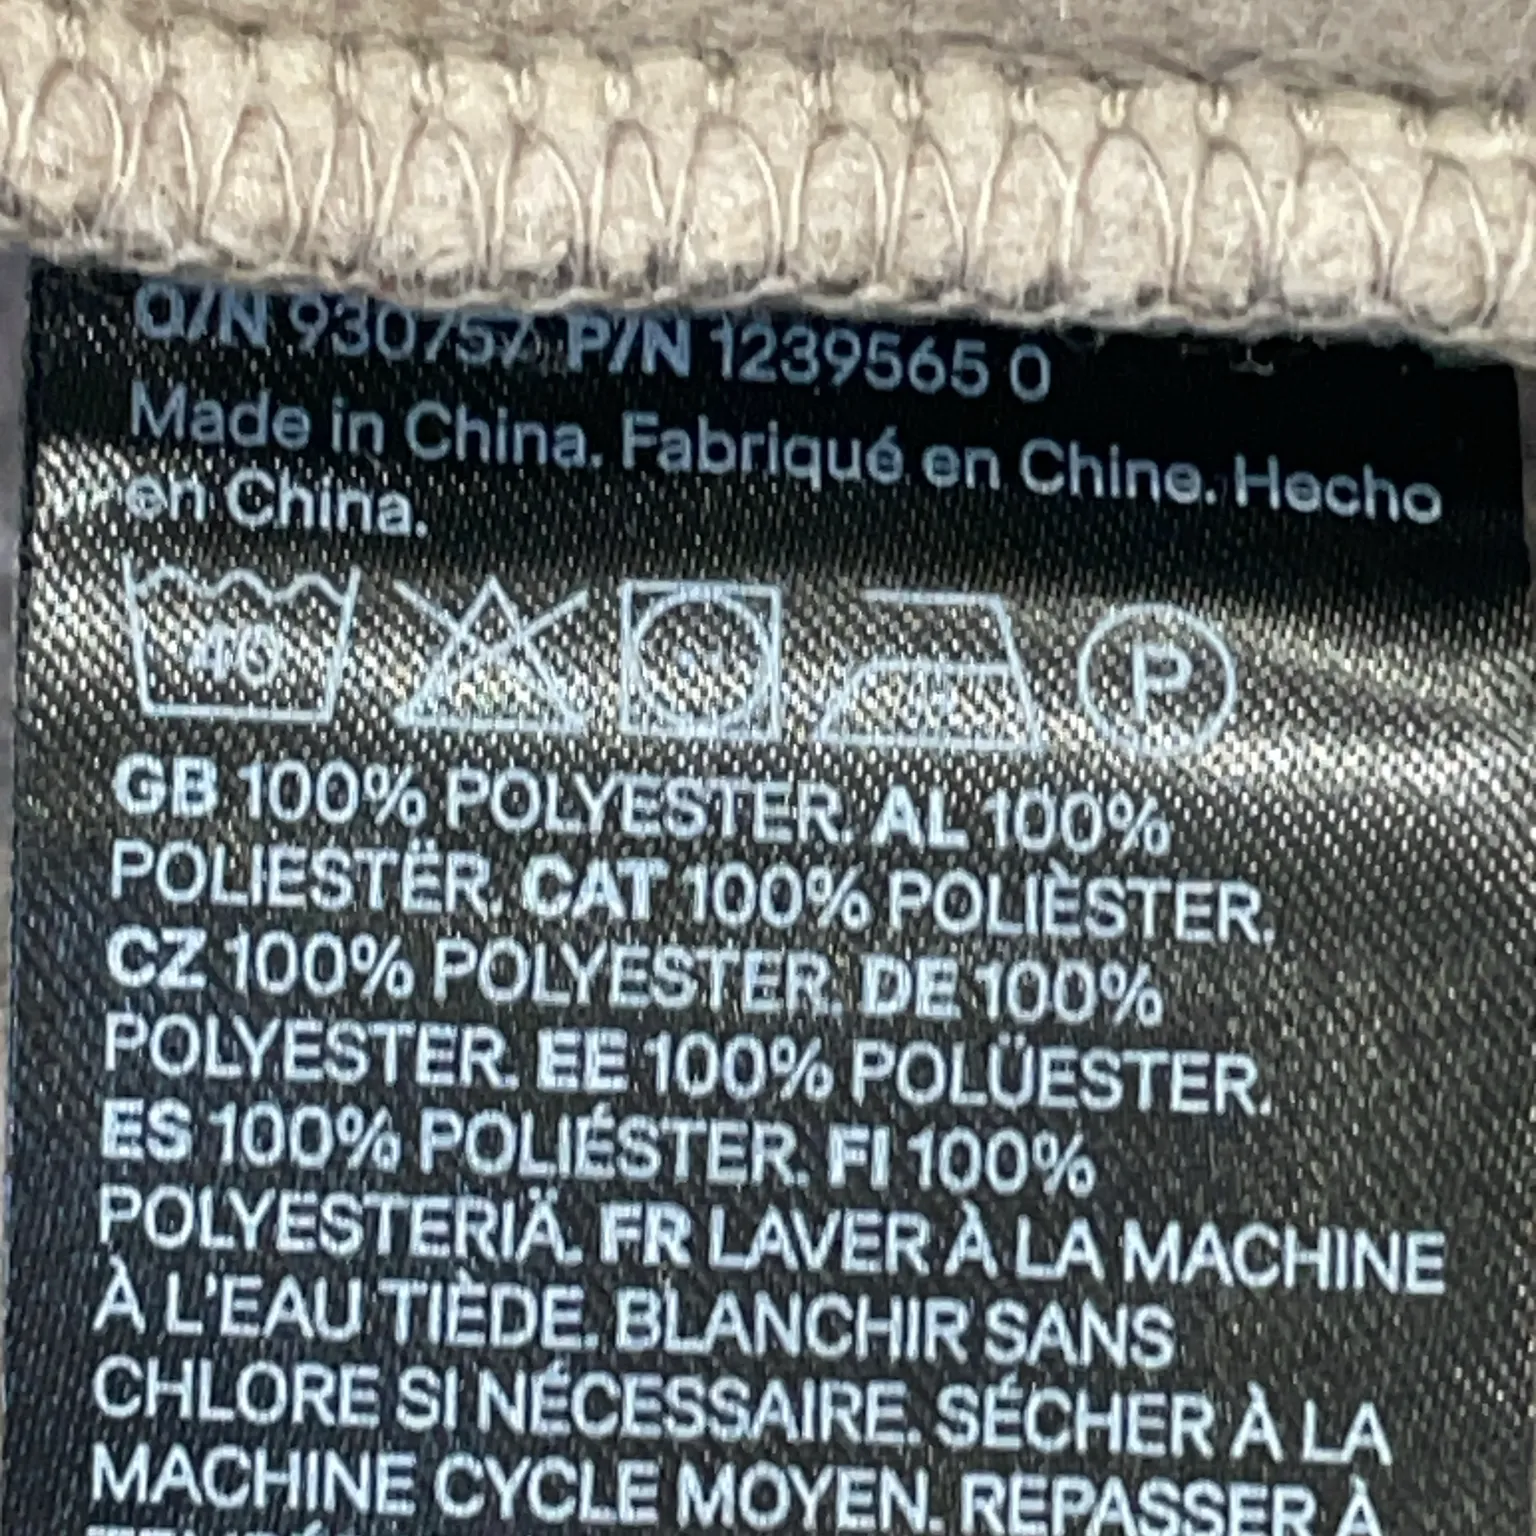 O/N 930757 P/N 1239565 0
Made in China. Fabriqué en Chine. Hecho
en China.
40 P
GB 100% POLYESTER. AL 100%
POLIESTËR. CAT 100% POLIÈSTER.
CZ 100% POLYESTER. DE 100%
POLYESTER. EE 100% POLÜESTER.
ES 100% POLIÉSTER. FI 100%
POLYESTERIÄ. FR LAVER À LA MACHINE
À L'EAU TIÈDE. BLANCHIR SANS
CHLORE SI NÉCESSAIRE. SÉCHER À LA
MACHINE CYCLE MOYEN. REPASSER À